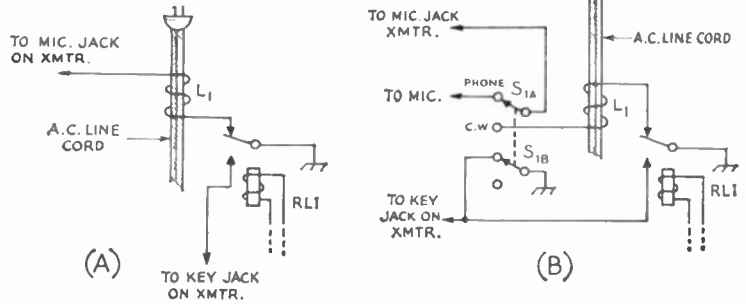 TO MIC. JACK
ON XMTR.
L1
A.C. LINE
CORD
RL1
(A)
TO KEY JACK
ON XMTR.
TO MIC. JACK
XMTR.
A.C. LINE CORD
PHONE
S1A
TO MIC.
C.W
L1
S1B
TO KEY
JACK ON
XMTR.
RL1
(B)